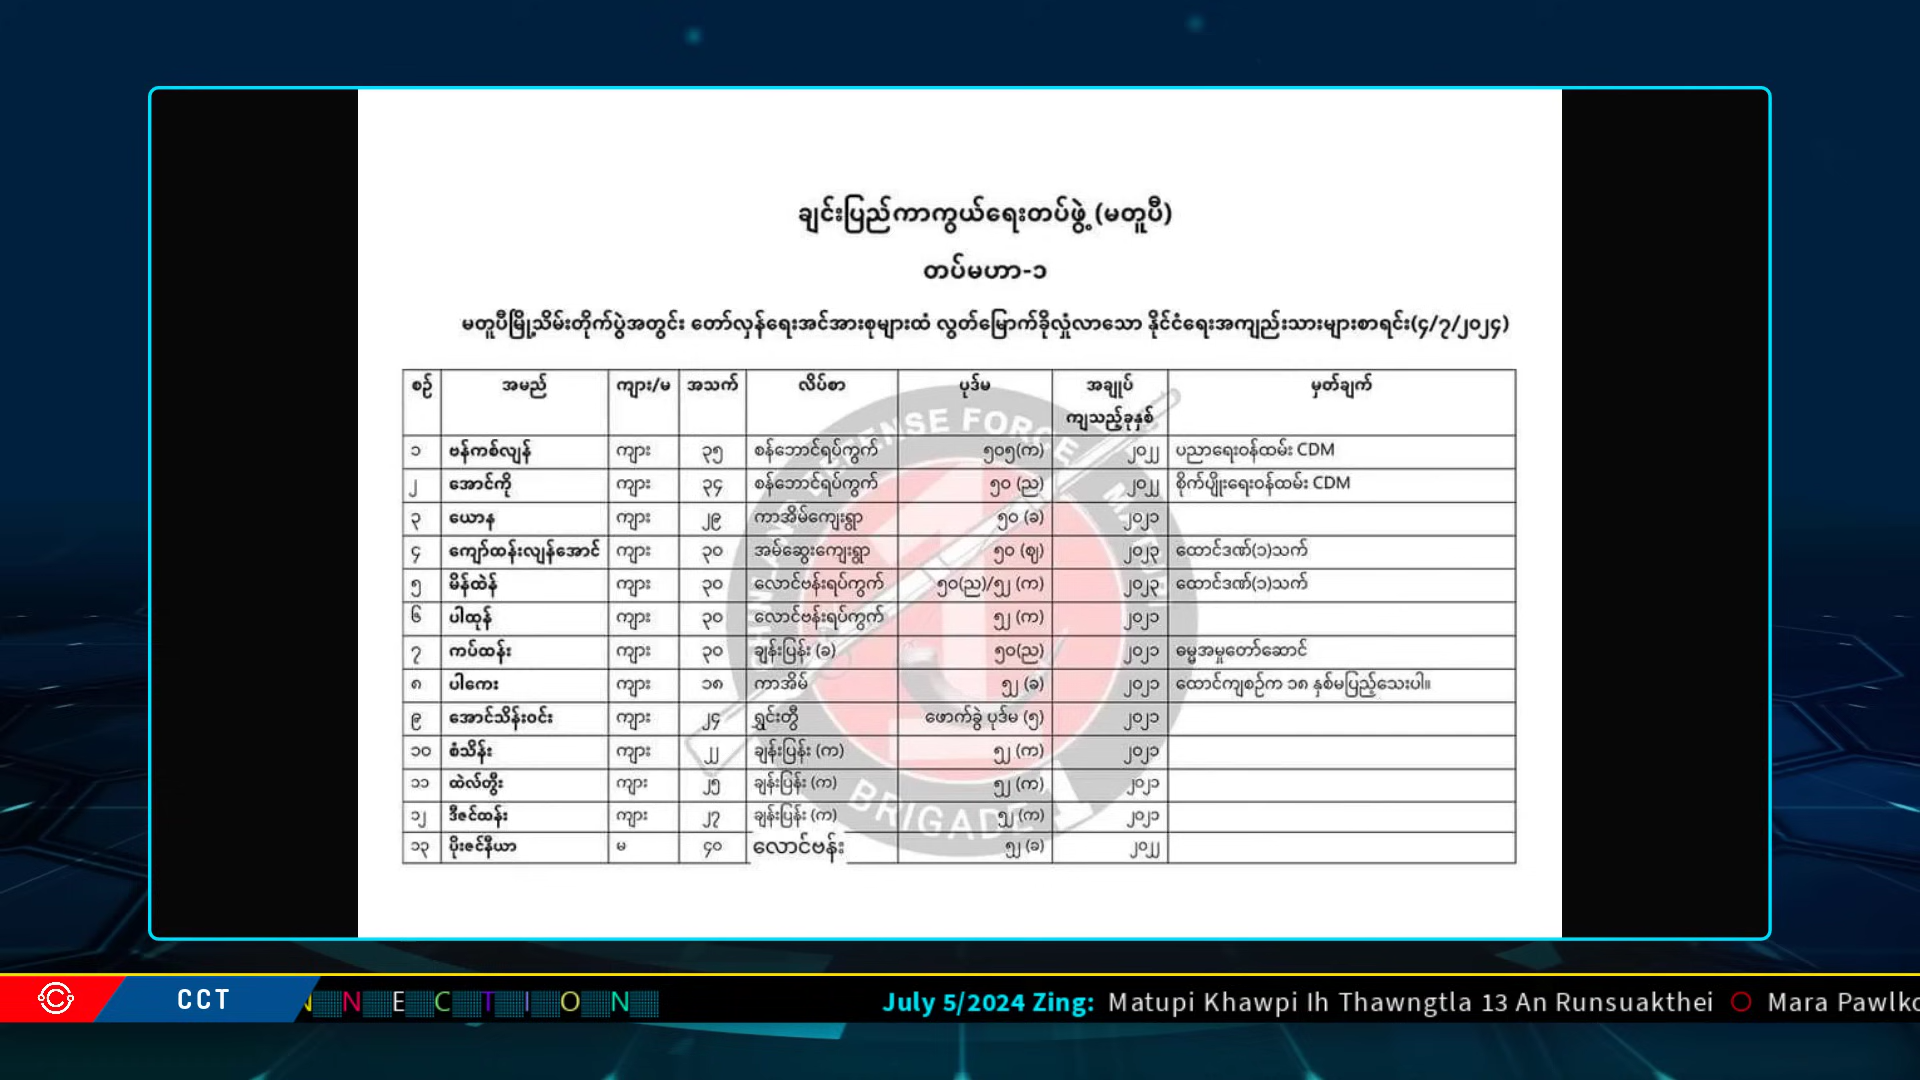 ချင်းပြည်ကာကွယ်ရေးတပ်ဖွဲ့ (မတူပီ)
တပ်မဟာ-၁
မတူပီမြို့သိမ်းတိုက်ပွဲအတွင်း တော်လှန်ရေးအင်အားစုများထံ လွတ်မြောက်ခိုလှုံလာသော နိုင်ငံရေးအကျဉ်းသားများစာရင်း(၄/၇/၂၀၂၄)
စဉ် အမည် ကျား/မ အသက် လိပ်စာ ပုဒ်မ အချုပ်ကျသည့်ခုနှစ် မှတ်ချက်
၁ ဗန်ကစ်လျန် ကျား ၃၅ စန်ဘောင်ရပ်ကွက် ၅၀၅(က) ၂၀၂၂ ပညာရေးဝန်ထမ်း CDM
၂ အောင်ကို ကျား ၃၄ စန်ဘောင်ရပ်ကွက် ၅၀ (ည) ၂၀၂၂ စိုက်ပျိုးရေးဝန်ထမ်း CDM
၃ ယောန ကျား ၂၉ ကာအိမ်ကျေးရွာ ၅၀ (ခ) ၂၀၂၁
၄ ကျော်ထန်းလျန်အောင် ကျား ၃၀ အမ်ဆွေးကျေးရွာ ၅၀ (ဈ) ၂၀၂၃ ထောင်ဒဏ်(၁)သက်
၅ မိန်ထဲန် ကျား ၃၀ လောင်ဗန်းရပ်ကွက် ၅၀(ည)/၅၂ (က) ၂၀၂၃ ထောင်ဒဏ်(၁)သက်
၆ ပါထုန် ကျား ၃၀ လောင်ဗန်းရပ်ကွက် ၅၂ (က) ၂၀၂၁
၇ ကပ်ထန်း ကျား ၃၀ ချန်းပြန်း (ခ) ၅၀(ည) ၂၀၂၁ ဓမ္မအမှုတော်ဆောင်
၈ ပါကေး ကျား ၁၈ ကာအိမ် ၅၂ (ခ) ၂၀၂၁ ထောင်ကျစဉ်က ၁၈ နှစ်မပြည့်သေးပါ။
၉ အောင်သိန်းဝင်း ကျား ၂၄ ရွှင်းတွီ ဖောက်ခွဲ ပုဒ်မ (၅) ၂၀၂၁
၁၀ စံသိန်း ကျား ၂၂ ချန်းပြန်း (က) ၅၂ (က) ၂၀၂၁
၁၁ ထဲလ်တွီး ကျား ၂၅ ချန်းပြန်း (က) ၅၂ (က) ၂၀၂၁
၁၂ ဒီဇင်ထန်း ကျား ၂၇ ချန်းပြန်း (က) ၅၂ (က) ၂၀၂၁
၁၃ ပိုးဇင်နီယာ မ ၄၀ လောင်ဗန်း ၅၂ (ခ) ၂၀၂၂
BRIGADE 1
CCT N N E C T I O N July 5/2024 Zing: Matupi Khawpi Ih Thawngtla 13 An Runsuakthei Mara Pawlko